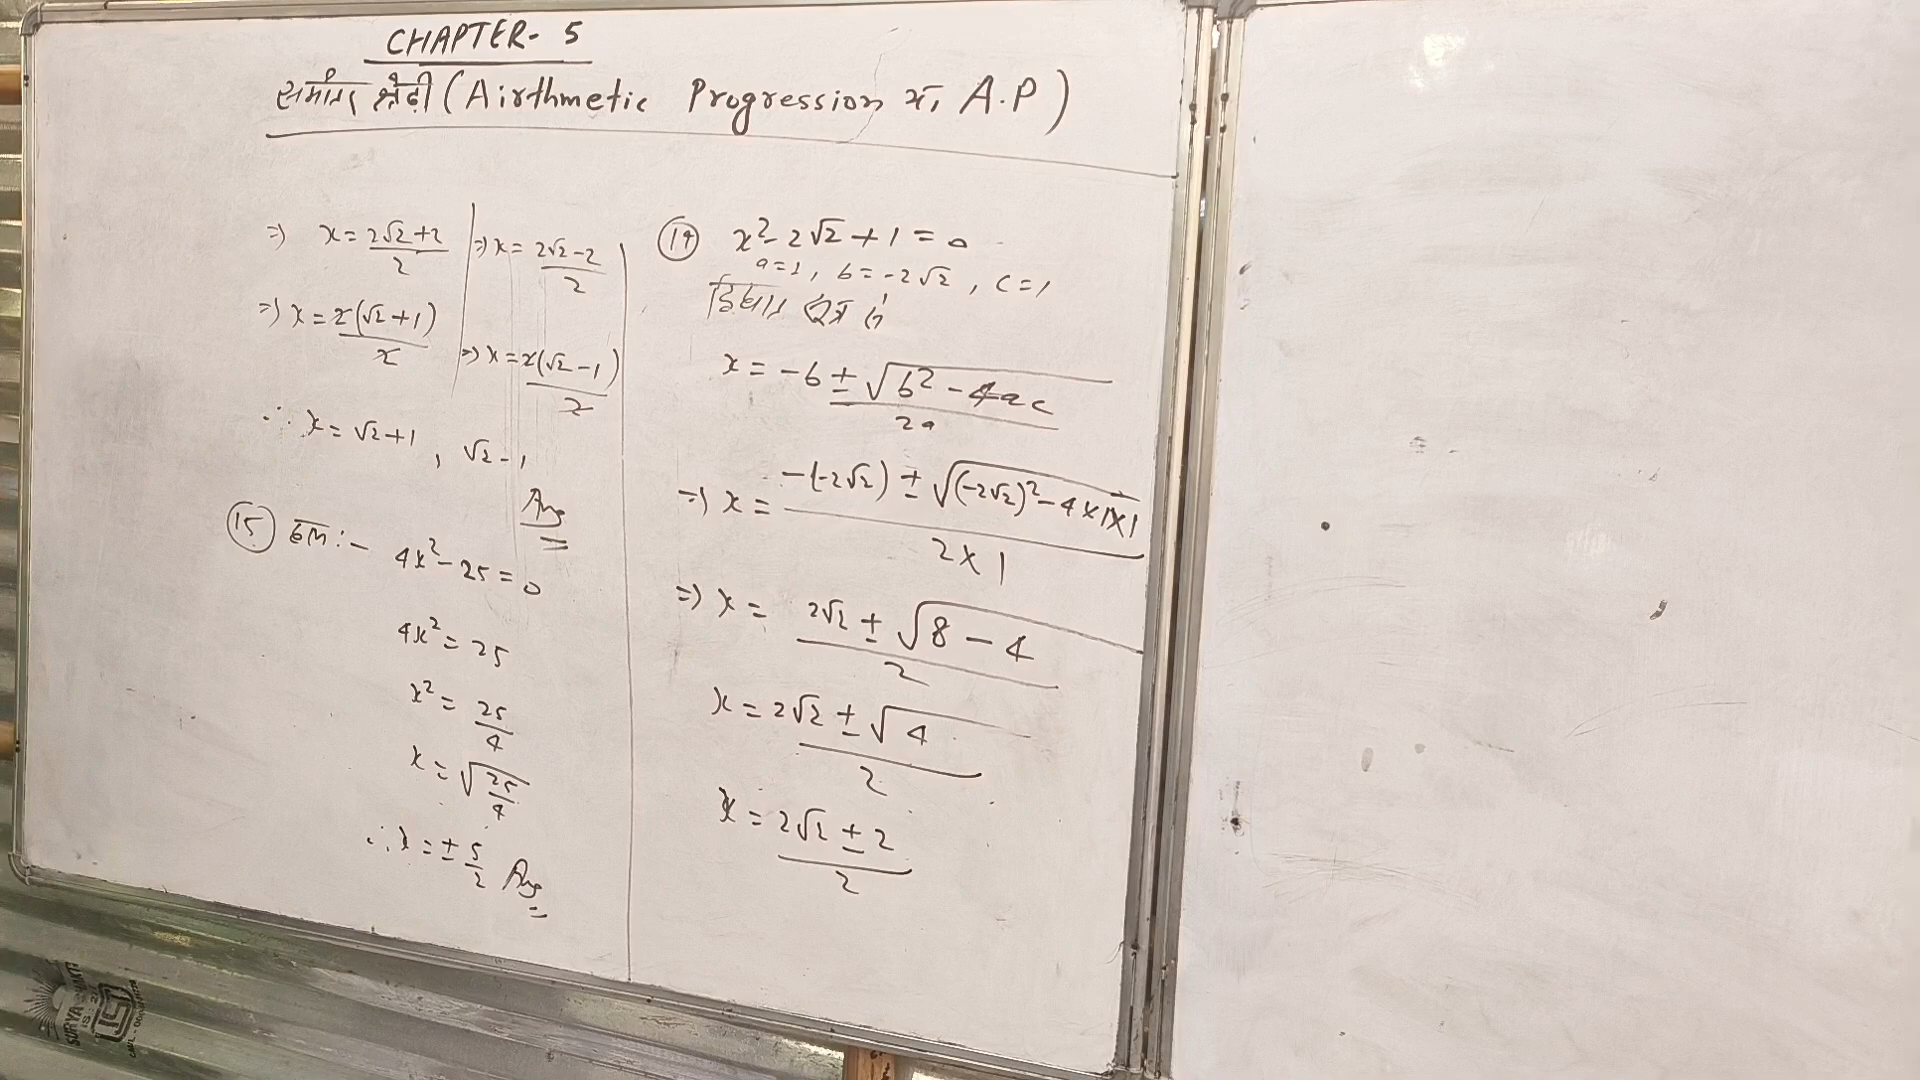 CHAPTER- 5
समांतर श्रेढ़ी (Airthmetic Progression या, A.P)
(14) x² - 2√2 + 1 = 0
a=1, b=-2√2, c=1
सूत्र से
x = -b ± √b² - 4ac / 2a
=> x = -(-2√2) ± √(-2√2)² - 4×1×1 / 2×1
=> x = 2√2 ± √8 - 4 / 2
x = 2√2 ± √4 / 2
x = 2√2 ± 2 / 2
=> x = 2√2+2 / 2 | => x = 2√2-2 / 2
=> x = 2(√2+1) / 2 | => x = 2(√2-1) / 2
∴ x = √2+1, √2-1
Ans
(15) हल :- 4x² - 25 = 0
4x² = 25
x² = 25/4
x = √25/4
∴ x = ± 5/2 Ans
SURYA